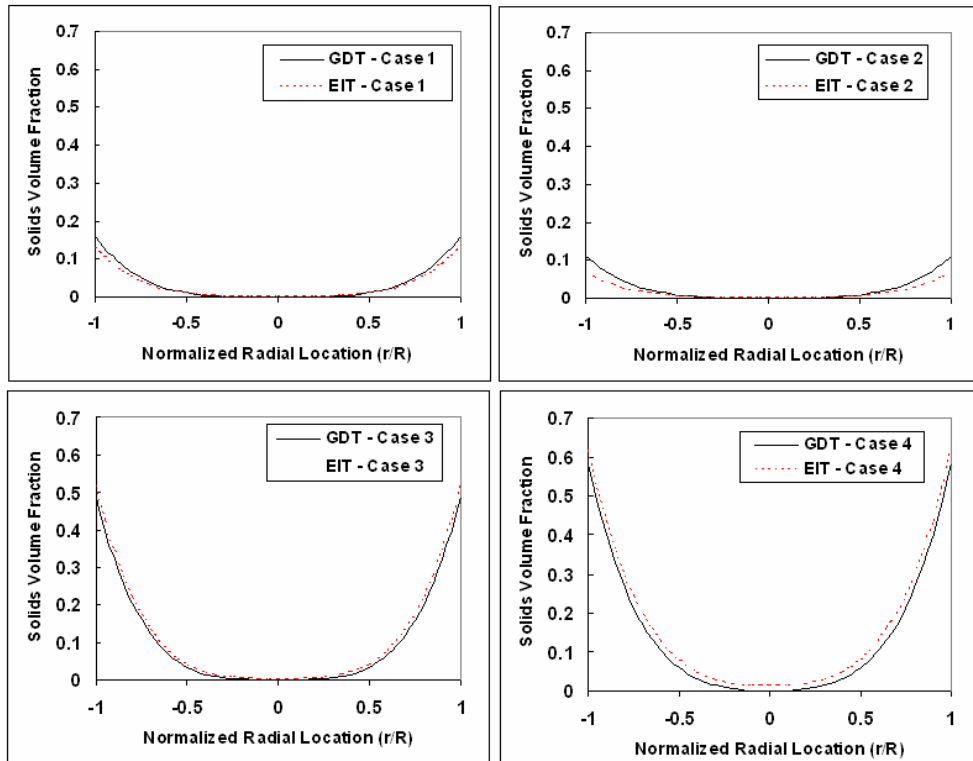 0.7
0.6
0.5
0.4
0.3
0.2
0.1
0
Solids Volume Fraction
GDT - Case 1
EIT - Case 1
-1 -0.5 0 0.5 1
Normalized Radial Location (r/R)
0.7
0.6
0.5
0.4
0.3
0.2
0.1
0
Solids Volume Fraction
GDT - Case 2
EIT - Case 2
-1 -0.5 0 0.5 1
Normalized Radial Location (r/R)
0.7
0.6
0.5
0.4
0.3
0.2
0.1
0
Solids Volume Fraction
GDT - Case 3
EIT - Case 3
-1 -0.5 0 0.5 1
Normalized Radial Location (r/R)
0.7
0.6
0.5
0.4
0.3
0.2
0.1
0
Solids Volume Fraction
GDT - Case 4
EIT - Case 4
-1 -0.5 0 0.5 1
Normalized Radial Location (r/R)